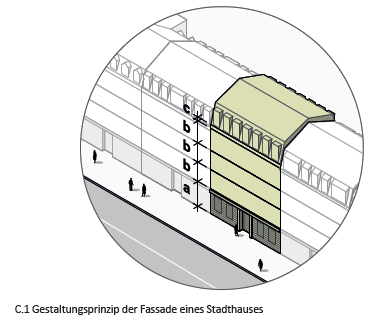 c
b
b
b
a
C.1 Gestaltungsprinzip der Fassade eines Stadthauses